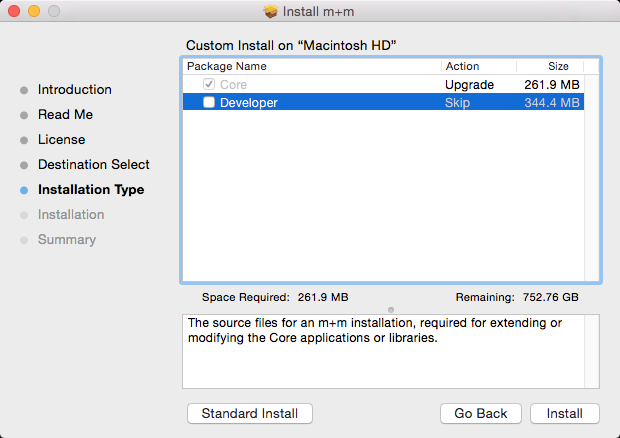 Install m+m
Custom Install on “Macintosh HD”
Package Name Action Size
Core Upgrade 261.9 MB
Developer Skip 344.4 MB
Introduction
Read Me
License
Destination Select
Installation Type
Installation
Summary
Space Required: 261.9 MB Remaining: 752.76 GB
The source files for an m+m installation, required for extending or
modifying the Core applications or libraries.
Standard Install Go Back Install